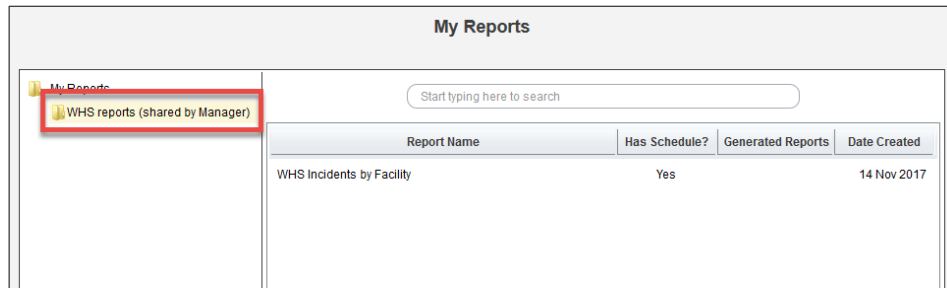 My Reports
My Reports
WHS reports (shared by Manager)
Start typing here to search
Report Name Has Schedule? Generated Reports Date Created
WHS Incidents by Facility Yes 14 Nov 2017